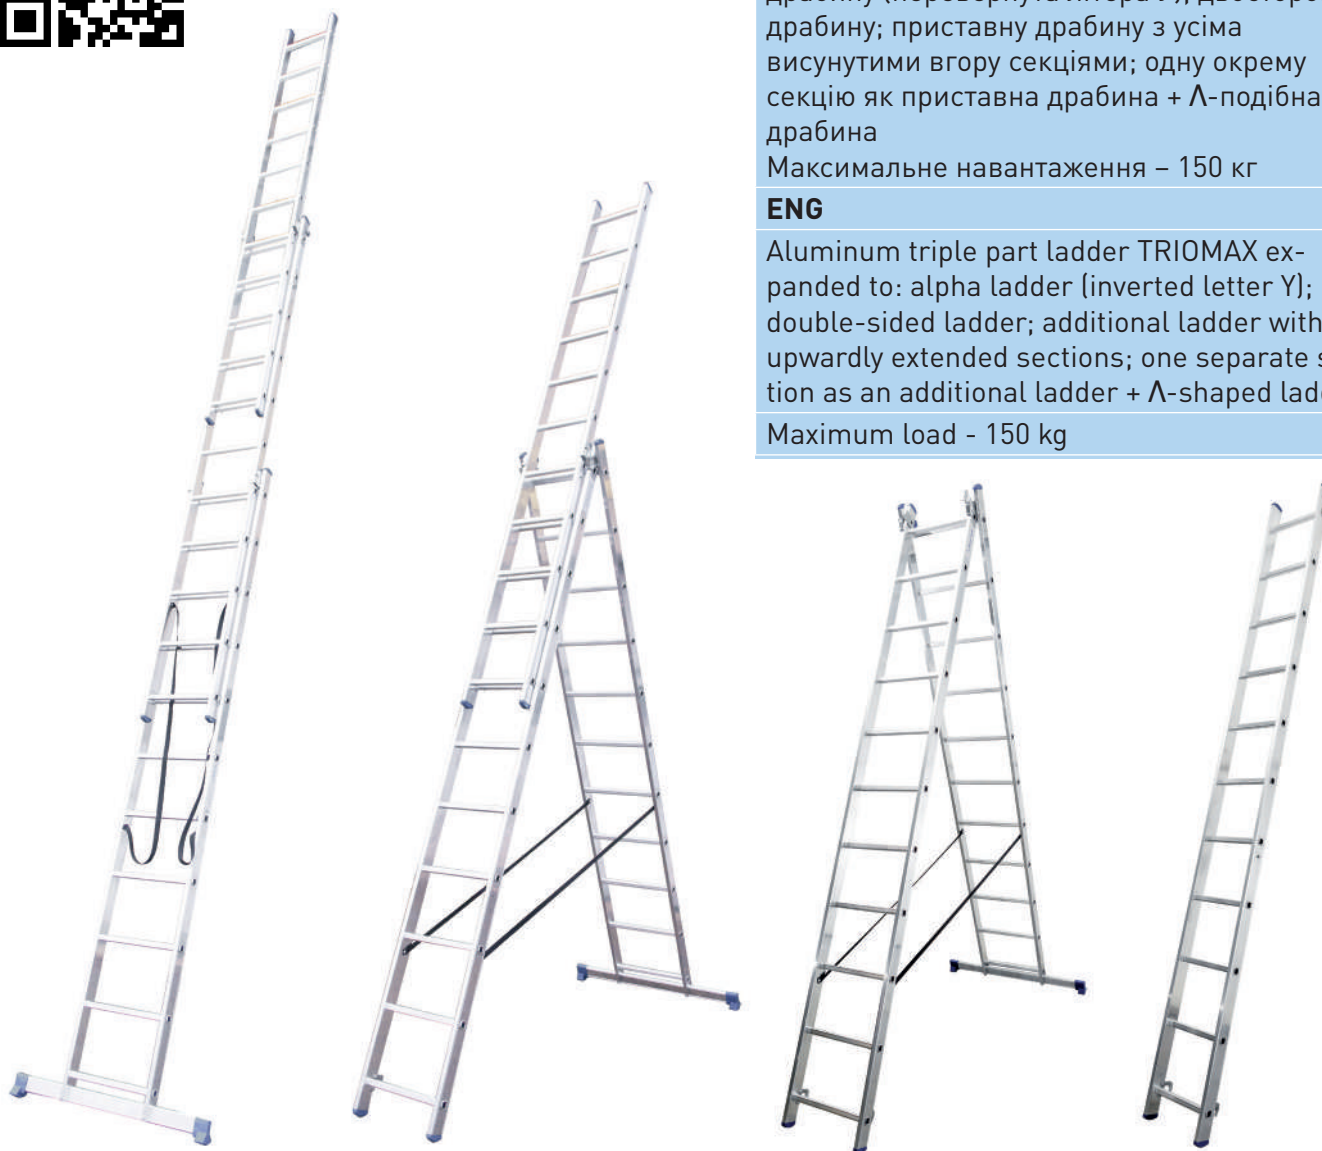 драбину; приставну драбину з усіма
висунутими вгору секціями; одну окрему
секцію як приставна драбина + Λ-подібна
драбина
Максимальне навантаження – 150 кг
ENG
Aluminum triple part ladder TRIOMAX ex-
panded to: alpha ladder (inverted letter Y);
double-sided ladder; additional ladder with
upwardly extended sections; one separate
tion as an additional ladder + Λ-shaped
Maximum load - 150 kg